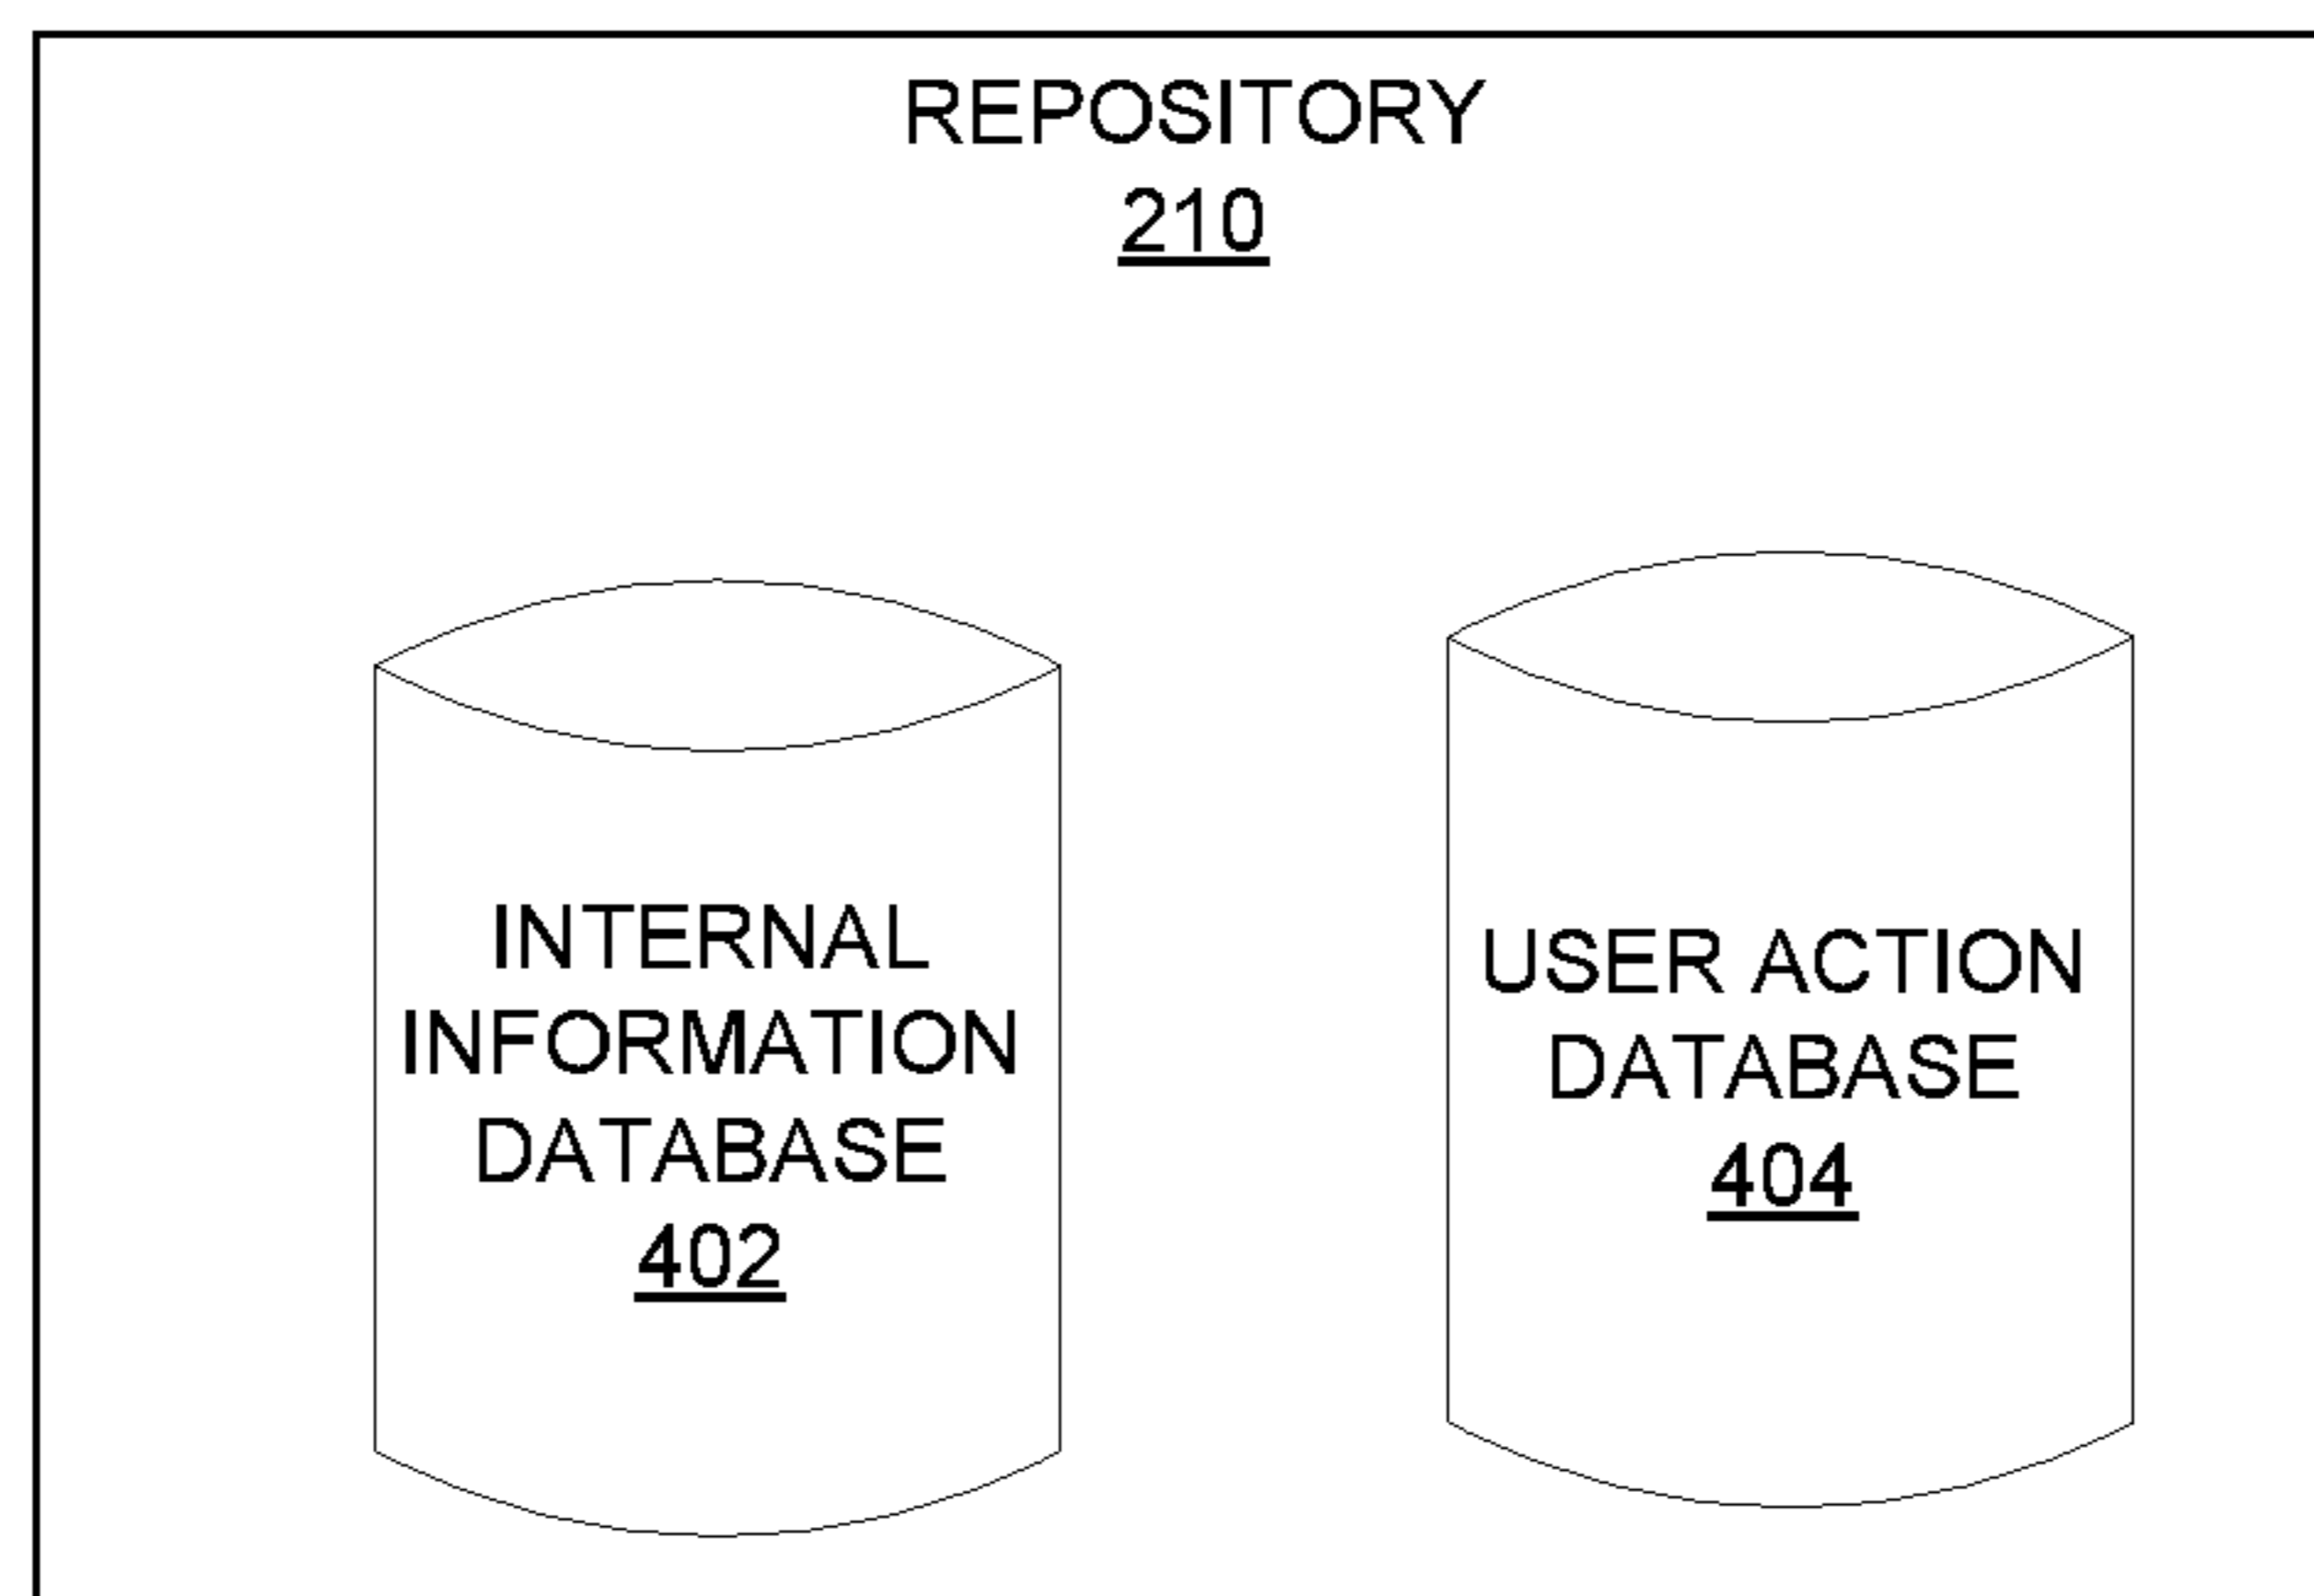 REPOSITORY
210
INTERNAL
INFORMATION
DATABASE
402
USER ACTION
DATABASE
404